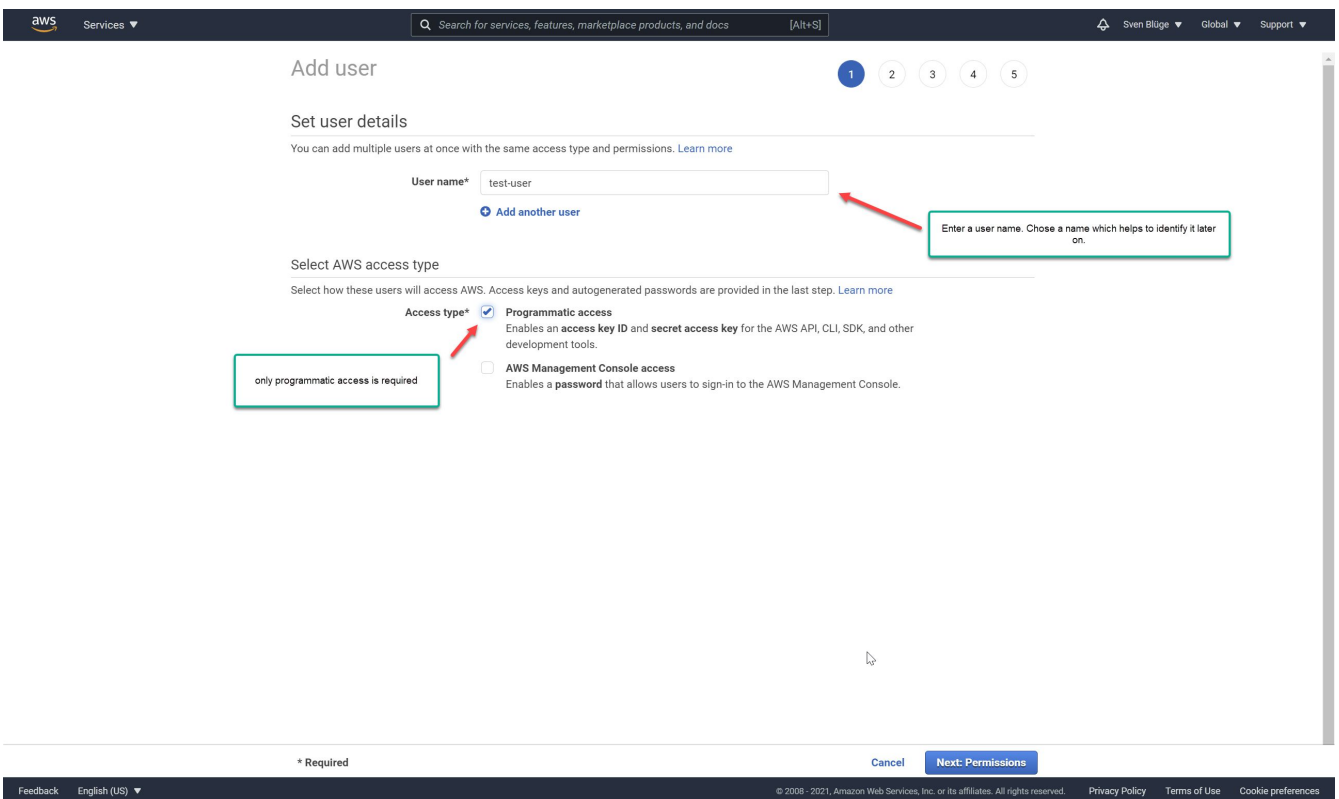 aws Services ▼ Search for services, features, marketplace products, and docs [Alt+S] Sven Blüge ▼ Global ▼ Support ▼
Add user 1 2 3 4 5
Set user details
You can add multiple users at once with the same access type and permissions. Learn more
User name* test-user
Add another user
Enter a user name. Chose a name which helps to identify it later
on.
Select AWS access type
Select how these users will access AWS. Access keys and autogenerated passwords are provided in the last step. Learn more
Access type* Programmatic access
Enables an access key ID and secret access key for the AWS API, CLI, SDK, and other
development tools.
only programmatic access is required
AWS Management Console access
Enables a password that allows users to sign-in to the AWS Management Console.
* Required Cancel Next: Permissions
Feedback English (US) ▼ © 2008 - 2021, Amazon Web Services, Inc. or its affiliates. All rights reserved. Privacy Policy Terms of Use Cookie preferences